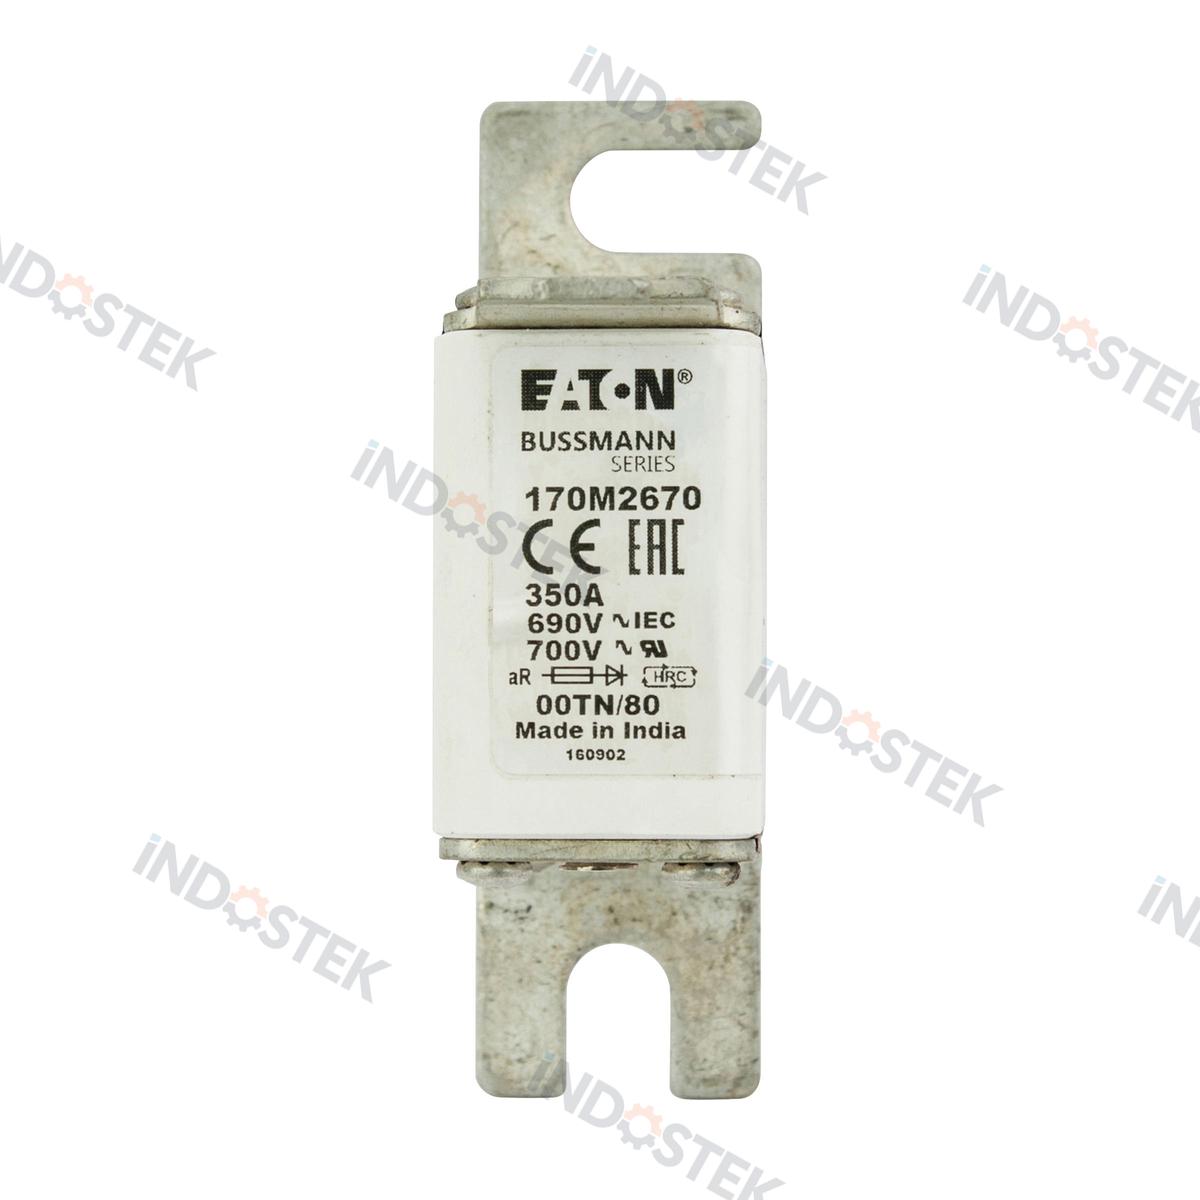 EATON®
BUSSMANN
SERIES
170M2670
CE EAC
350A
690V ∿ IEC
700V ∿ UR
aR HRC
00TN/80
Made in India
160902
iNDOSTEK
iNDOSTEK
iNDOSTEK
iNDOSTEK
iNDOSTEK
iNDOSTEK
iNDOSTEK